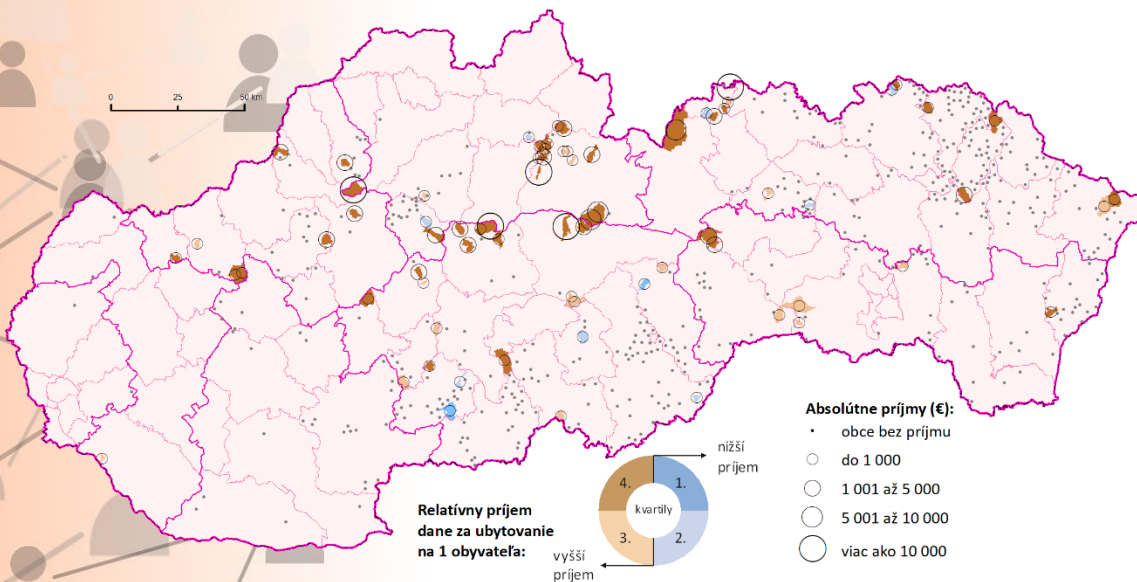 0 25 50 km
Absolútne príjmy (€):
obce bez príjmu
do 1 000
1 001 až 5 000
5 001 až 10 000
viac ako 10 000
Relatívny príjem
dane za ubytovanie
na 1 obyvateľa:
nižší
príjem
4. 1.
kvartily
3. 2.
vyšší
príjem